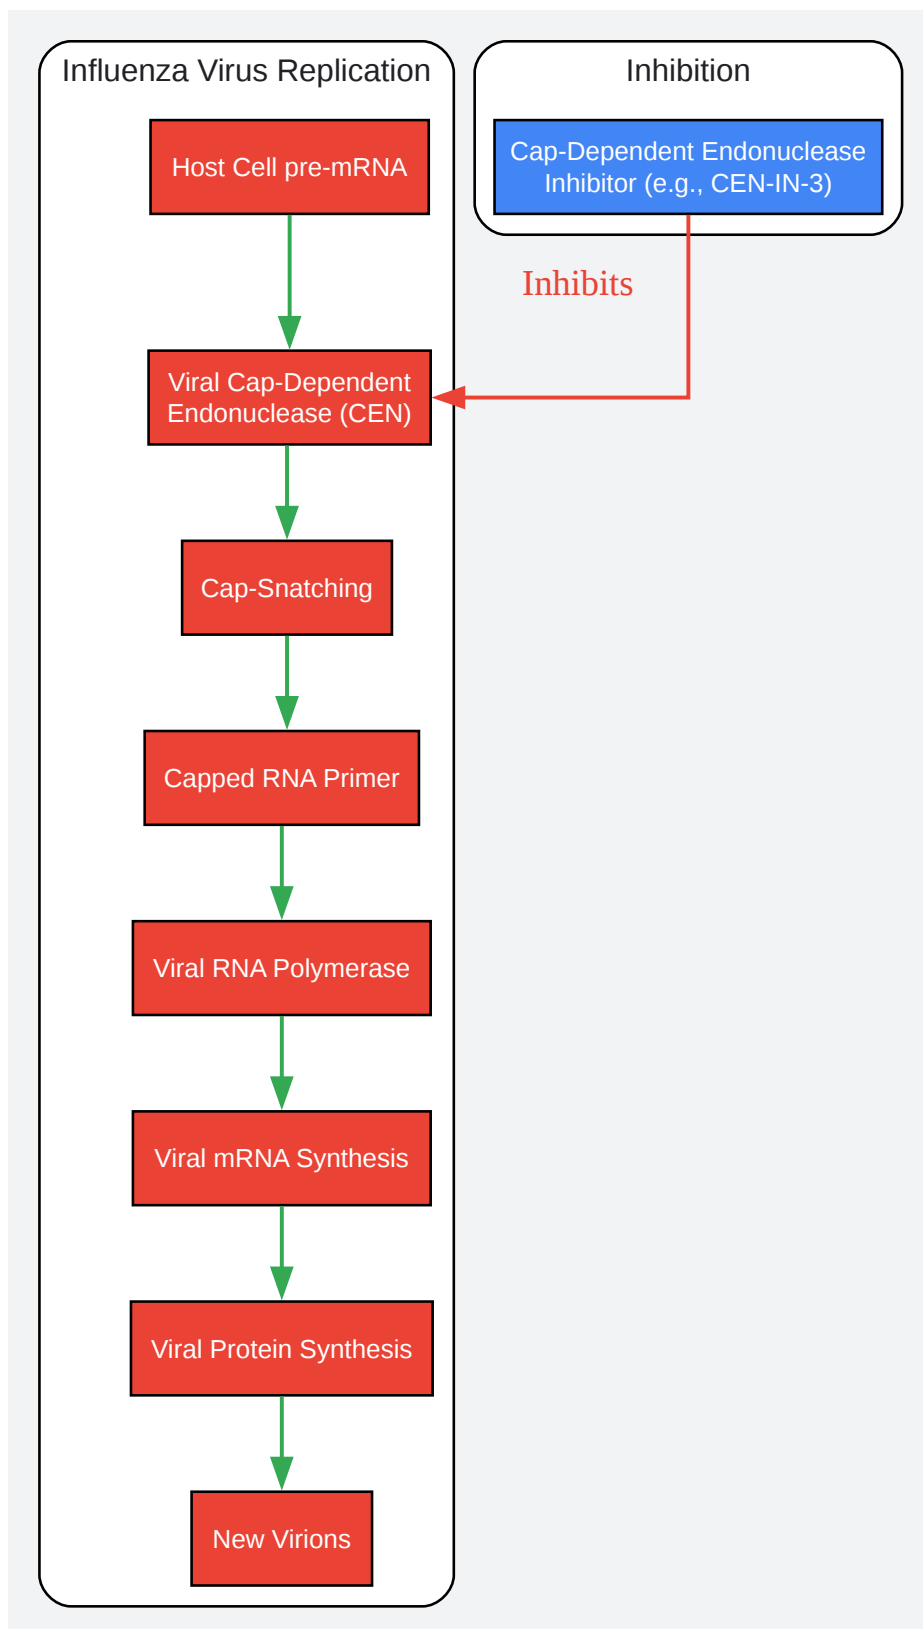 Influenza Virus Replication
Host Cell pre-mRNA
Viral Cap-Dependent
Endonuclease (CEN)
Cap-Snatching
Capped RNA Primer
Viral RNA Polymerase
Viral mRNA Synthesis
Viral Protein Synthesis
New Virions
Inhibition
Cap-Dependent Endonuclease
Inhibitor (e.g., CEN-IN-3)
Inhibits